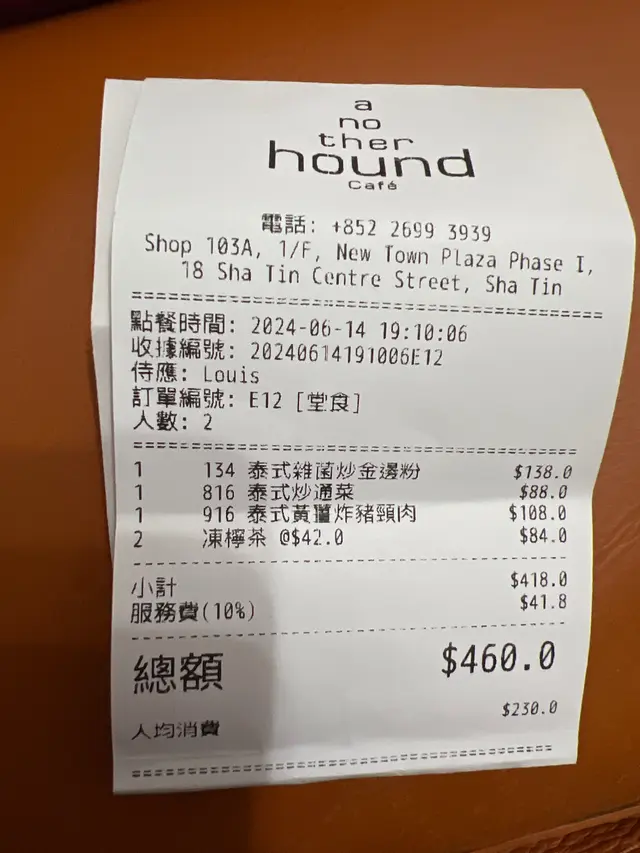 a
no
ther
hound
Café
電話: +852 2699 3939
Shop 103A, 1/F, New Town Plaza Phase I,
18 Sha Tin Centre Street, Sha Tin
點餐時間: 2024-06-14 19:10:06
收據編號: 20240614191006E12
侍應: Louis
訂單編號: E12 [堂食]
人數: 2
1 134 泰式雜菌炒金邊粉 $138.0
1 816 泰式炒通菜 $88.0
1 916 泰式黃薑炸豬頸肉 $108.0
2 凍檸茶 @$42.0 $84.0
小計 $418.0
服務費(10%) $41.8
總額 $460.0
人均消費 $230.0